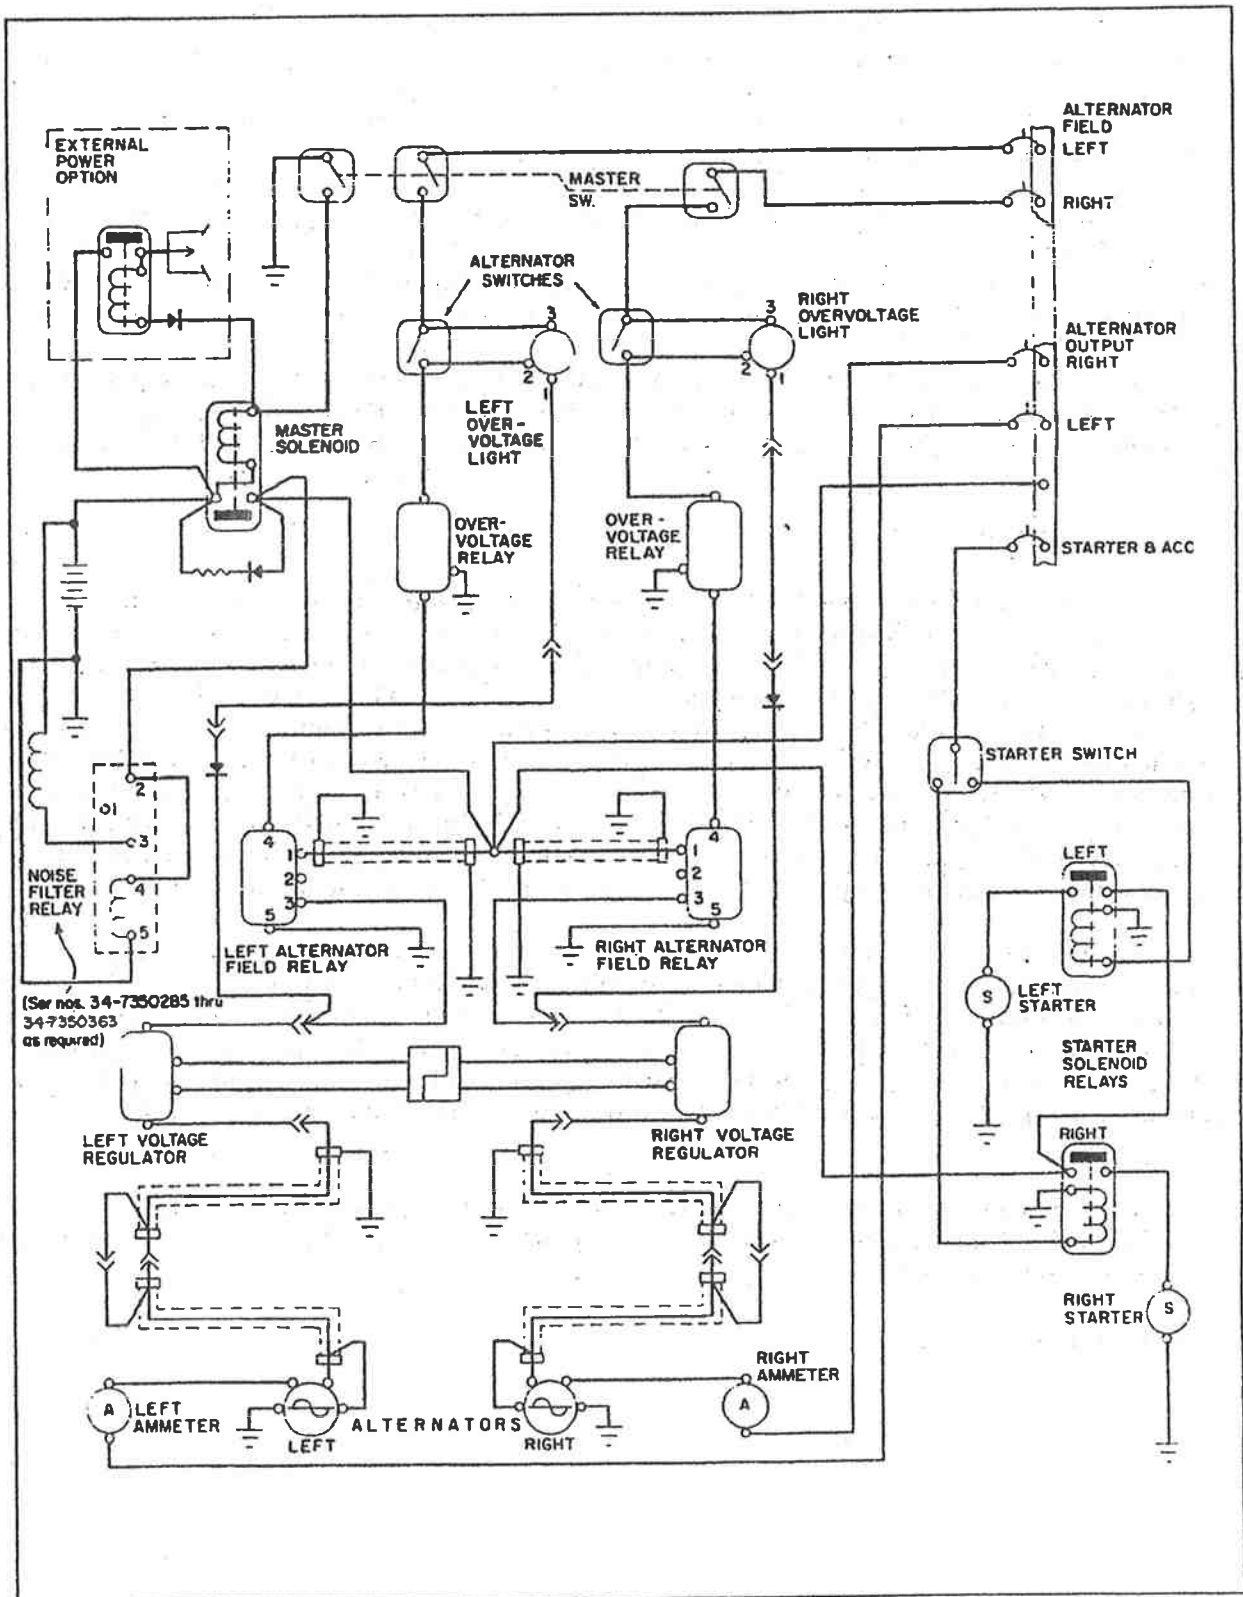 EXTERNAL
POWER
OPTION
MASTER
SW.
ALTERNATOR
FIELD
LEFT
RIGHT
ALTERNATOR
SWITCHES
3
2
1
LEFT
OVER-
VOLTAGE
LIGHT
3
2
1
RIGHT
OVERVOLTAGE
LIGHT
ALTERNATOR
OUTPUT
RIGHT
LEFT
STARTER & ACC
MASTER
SOLENOID
OVER-
VOLTAGE
RELAY
OVER-
VOLTAGE
RELAY
STARTER SWITCH
1
2
3
4
5
NOISE
FILTER
RELAY
(Ser nos. 34-7350285 thru
34-7350363
as required)
4
1
2
3
5
LEFT ALTERNATOR
FIELD RELAY
4
1
2
3
5
RIGHT ALTERNATOR
FIELD RELAY
LEFT
S
LEFT
STARTER
STARTER
SOLENOID
RELAYS
RIGHT
LEFT VOLTAGE
REGULATOR
RIGHT VOLTAGE
REGULATOR
RIGHT
STARTER
S
A
LEFT
AMMETER
ALTERNATORS
LEFT
RIGHT
RIGHT
AMMETER
A